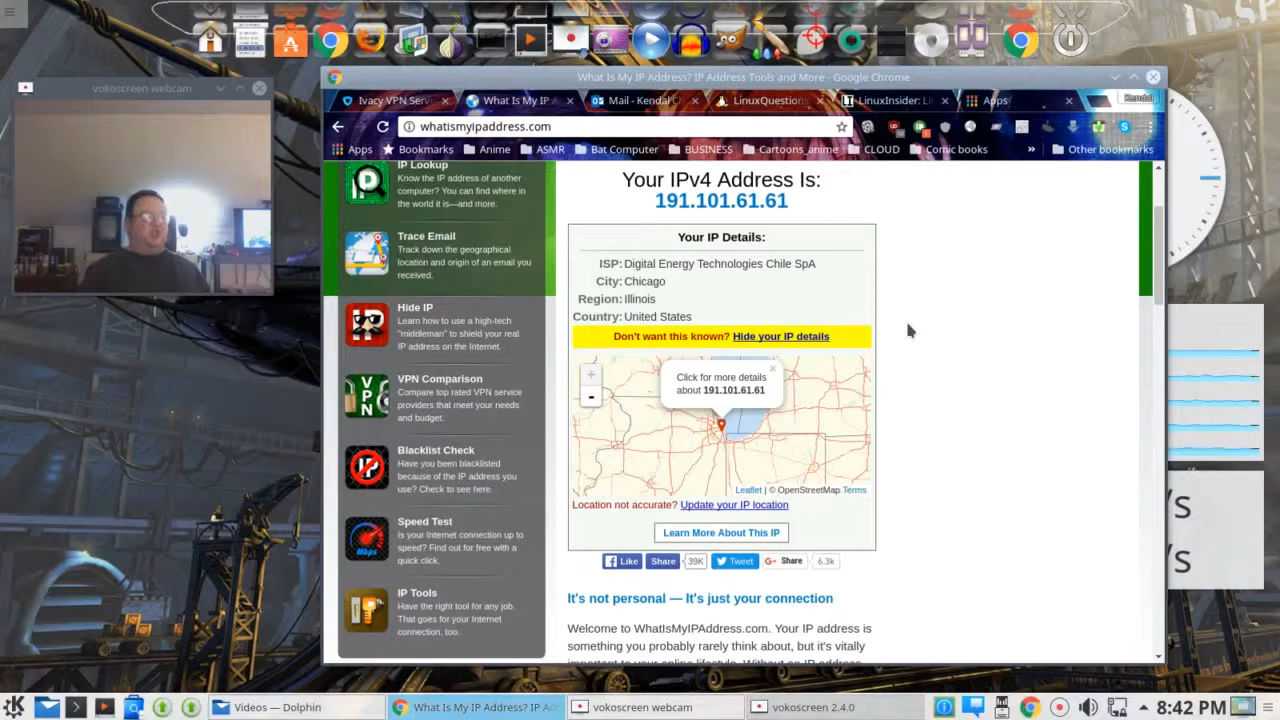 vokoscreen webcam
What Is My IP Address? IP Address Tools and More - Google Chrome
Ivacy VPN Serv
What Is My IP A
Mail - Kendal
LinuxQuestions
LinuxInsider: Li
Apps
Kendal
whatismyipaddress.com
Apps
Bookmarks
Anime
ASMR
Bat Computer
BUSINESS
Cartoons_anime
CLOUD
Comic books
»
Other bookmarks
IP Lookup
Know the IP address of another
computer? You can find where in
the world it is—and more.
Trace Email
Track down the geographical
location and origin of an email you
received.
Hide IP
Learn how to use a high-tech
"middleman" to shield your real
IP address on the Internet.
VPN Comparison
Compare top rated VPN service
providers that meet your needs
and budget.
Blacklist Check
Have you been blacklisted
because of the IP address you
use? Check to see here.
Speed Test
Is your Internet connection up to
speed? Find out for free with a
quick click.
IP Tools
Have the right tool for any job.
That goes for your Internet
connection, too.
Your IPv4 Address Is:
191.101.61.61
Your IP Details:
ISP: Digital Energy Technologies Chile SpA
City: Chicago
Region: Illinois
Country: United States
Don't want this known? Hide your IP details
+
-
Click for more details
about 191.101.61.61
×
Leaflet | © OpenStreetMap Terms
Location not accurate? Update your IP location
Learn More About This IP
Like
Share
39K
Tweet
G+ Share
6.3k
It's not personal — It's just your connection
Welcome to WhatIsMyIPAddress.com. Your IP address is
something you probably rarely think about, but it's vitally
important to your online lifestyle. Without an IP address
/s
/s
Videos — Dolphin
What Is My IP Address? IP Ad
vokoscreen webcam
vokoscreen 2.4.0
8:42 PM